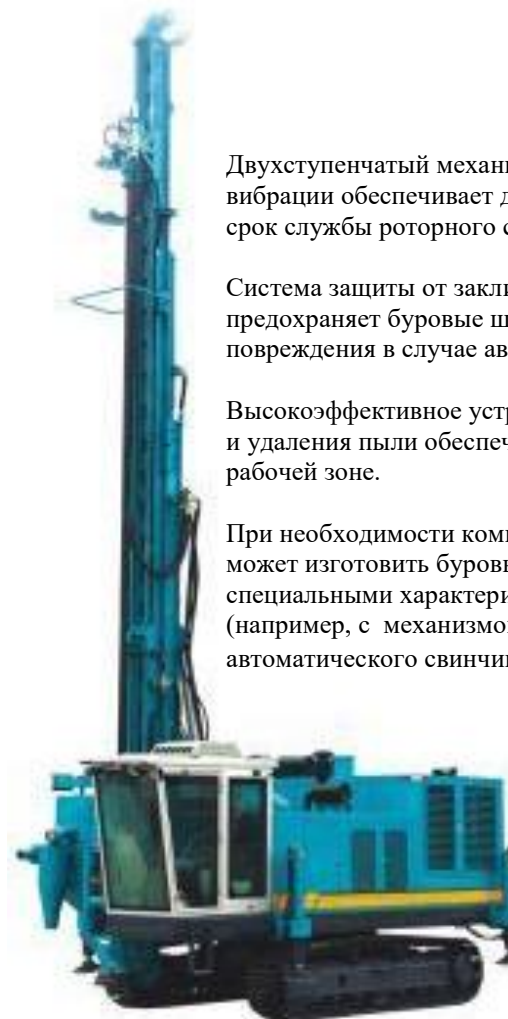 Двухступенчатый механи
вибрации обеспечивает д
срок службы роторного с
Система защиты от закли
предохраняет буровые ш
повреждения в случае ав
Высокоэффективное устр
и удаления пыли обеспеч
рабочей зоне.
При необходимости комп
может изготовить буровы
специальными характери
(например, с механизмо
автоматического свинчи